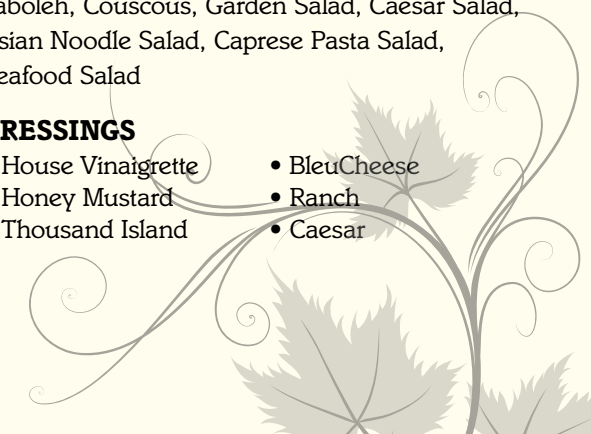 aboleh, Couscous, Garden Salad, Caesar Salad,
sian Noodle Salad, Caprese Pasta Salad,
eafood Salad
RESSINGS
House Vinaigrette • BleuCheese
Honey Mustard • Ranch
Thousand Island • Caesar